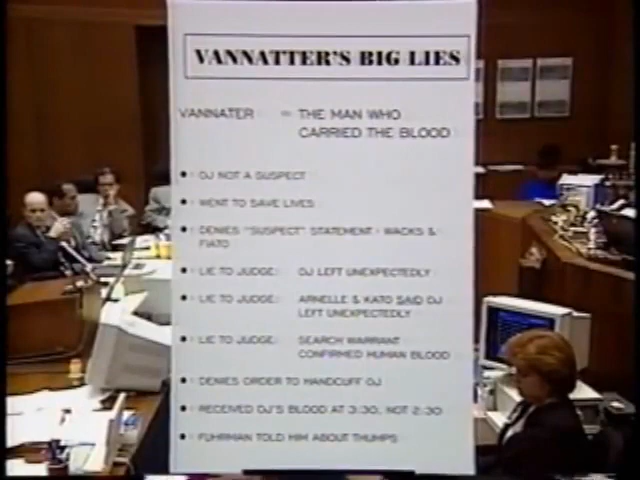 VANNATTER'S BIG LIES
VANNATER = THE MAN WHO
CARRIED THE BLOOD
• OJ NOT A SUSPECT
• WENT TO SAVE LIVES
• DENIES "SUSPECT" STATEMENT - WACKS &
FIATO
• LIE TO JUDGE: OJ LEFT UNEXPECTEDLY
• LIE TO JUDGE: ARNELLE & KATO SAID OJ
LEFT UNEXPECTEDLY
• LIE TO JUDGE: SEARCH WARRANT
CONFIRMED HUMAN BLOOD
• DENIES ORDER TO HANDCUFF OJ
• RECEIVED OJ'S BLOOD AT 3:30, NOT 2:30
• FUHRMAN TOLD HIM ABOUT THUMPS